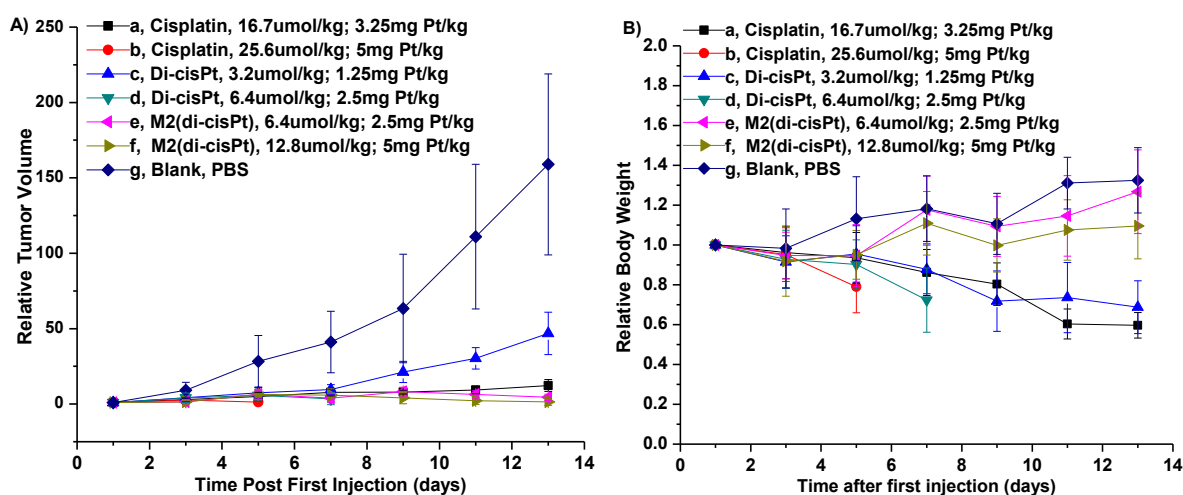 A)
a, Cisplatin, 16.7umol/kg; 3.25mg Pt/kg
b, Cisplatin, 25.6umol/kg; 5mg Pt/kg
c, Di-cisPt, 3.2umol/kg; 1.25mg Pt/kg
d, Di-cisPt, 6.4umol/kg; 2.5mg Pt/kg
e, M2(di-cisPt), 6.4umol/kg; 2.5mg Pt/kg
f, M2(di-cisPt), 12.8umol/kg; 5mg Pt/kg
g, Blank, PBS
Relative Tumor Volume
250
200
150
100
50
0
0 2 4 6 8 10 12 14
Time Post First Injection (days)
B)
a, Cisplatin, 16.7umol/kg; 3.25mg Pt/kg
b, Cisplatin, 25.6umol/kg; 5mg Pt/kg
c, Di-cisPt, 3.2umol/kg; 1.25mg Pt/kg
d, Di-cisPt, 6.4umol/kg; 2.5mg Pt/kg
e, M2(di-cisPt), 6.4umol/kg; 2.5mg Pt/kg
f, M2(di-cisPt), 12.8umol/kg; 5mg Pt/kg
g, Blank, PBS
Relative Body Weight
2.0
1.8
1.6
1.4
1.2
1.0
0.8
0.6
0.4
0.2
0.0
0 2 4 6 8 10 12 14
Time after first injection (days)